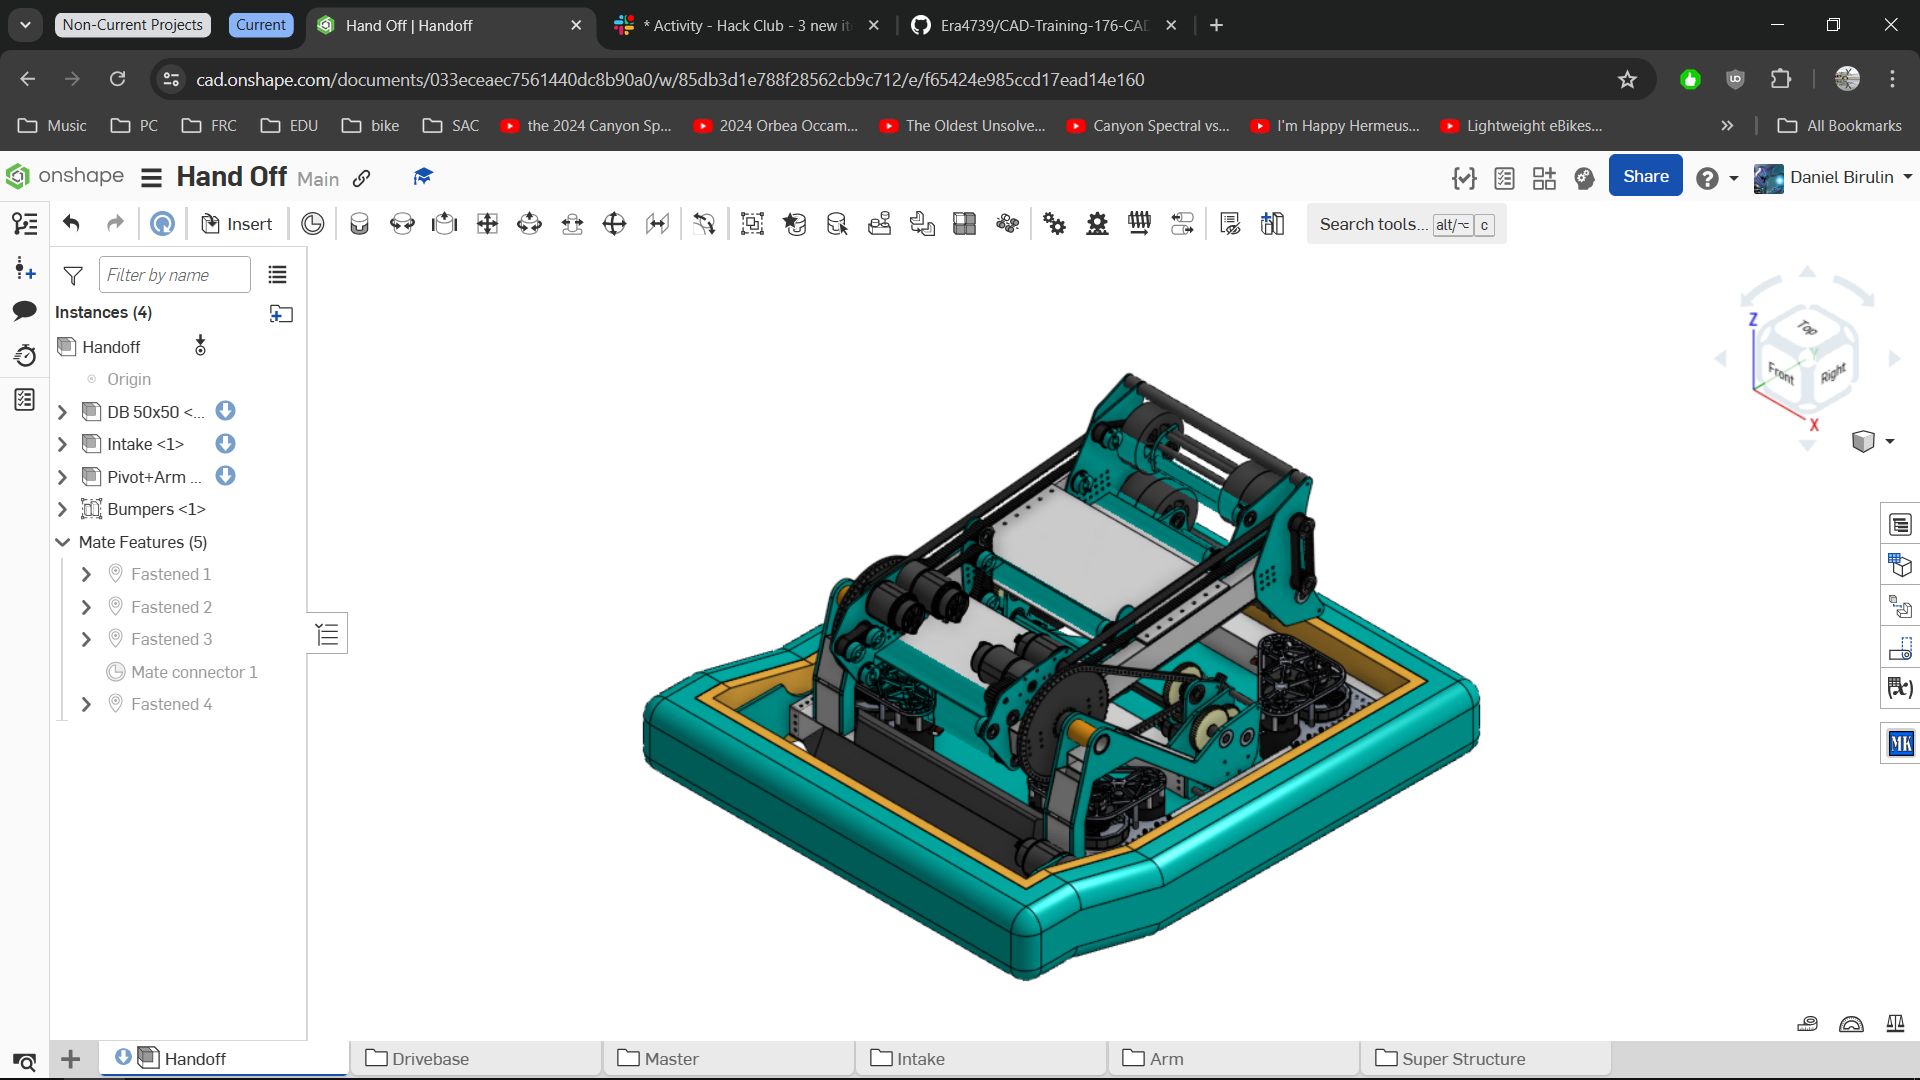 Non-Current Projects
Current
Hand Off | Handoff
* Activity - Hack Club - 3 new it
Era4739/CAD-Training-176-CAD
cad.onshape.com/documents/033eceaec7561440dc8b90a0/w/85db3d1e788f28562cb9c712/e/f65424e985ccd17ead14e160
Music
PC
FRC
EDU
bike
SAC
the 2024 Canyon Sp...
2024 Orbea Occam...
The Oldest Unsolve...
Canyon Spectral vs...
I'm Happy Hermeus...
Lightweight eBikes...
All Bookmarks
onshape
Hand Off Main
Share
Daniel Birulin
Insert
Search tools... alt/⌥ c
Filter by name
Instances (4)
Handoff
Origin
DB 50x50 <...
Intake <1>
Pivot+Arm ...
Bumpers <1>
Mate Features (5)
Fastened 1
Fastened 2
Fastened 3
Mate connector 1
Fastened 4
Z
Top
Y
Front
Right
X
(x)
MK
Handoff
Drivebase
Master
Intake
Arm
Super Structure